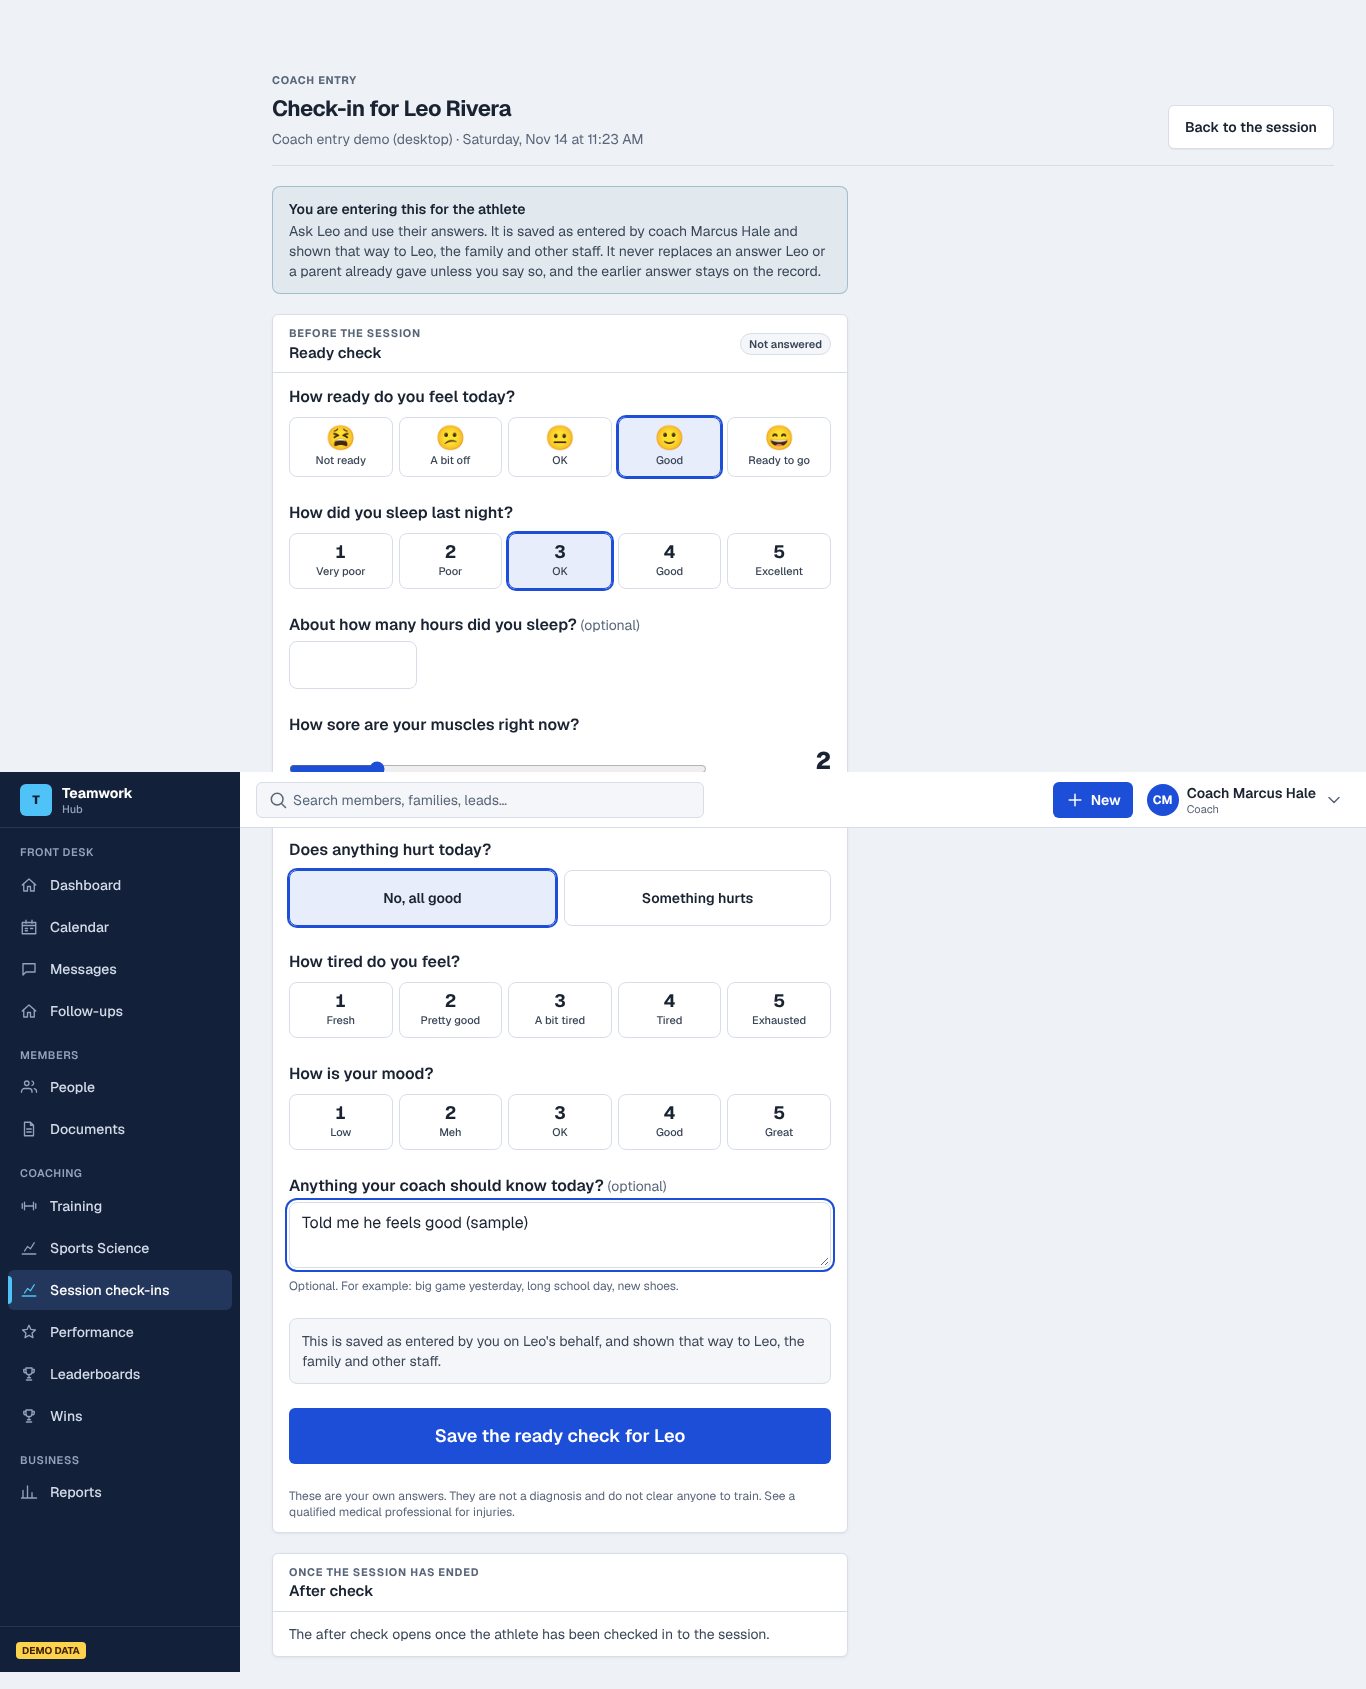 COACH ENTRY
Check-in for Leo Rivera
Coach entry demo (desktop) · Saturday, Nov 14 at 11:23 AM
Back to the session
You are entering this for the athlete
Ask Leo and use their answers. It is saved as entered by coach Marcus Hale and
shown that way to Leo, the family and other staff. It never replaces an answer Leo or
a parent already gave unless you say so, and the earlier answer stays on the record.
BEFORE THE SESSION
Ready check
Not answered
How ready do you feel today?
Not ready
A bit off
OK
Good
Ready to go
How did you sleep last night?
1
2
3
4
5
Very poor
Poor
OK
Good
Excellent
About how many hours did you sleep? (optional)
How sore are your muscles right now?
2
T
Teamwork
Hub
Search members, families, leads...
New
CM
Coach Marcus Hale
Coach
FRONT DESK
Dashboard
Calendar
Messages
Follow-ups
MEMBERS
People
Documents
COACHING
Training
Sports Science
Session check-ins
Performance
Leaderboards
Wins
BUSINESS
Reports
DEMO DATA
Does anything hurt today?
No, all good
Something hurts
How tired do you feel?
1
2
3
4
5
Fresh
Pretty good
A bit tired
Tired
Exhausted
How is your mood?
1
2
3
4
5
Low
Meh
OK
Good
Great
Anything your coach should know today? (optional)
Told me he feels good (sample)
Optional. For example: big game yesterday, long school day, new shoes.
This is saved as entered by you on Leo's behalf, and shown that way to Leo, the
family and other staff.
Save the ready check for Leo
These are your own answers. They are not a diagnosis and do not clear anyone to train. See a
qualified medical professional for injuries.
ONCE THE SESSION HAS ENDED
After check
The after check opens once the athlete has been checked in to the session.